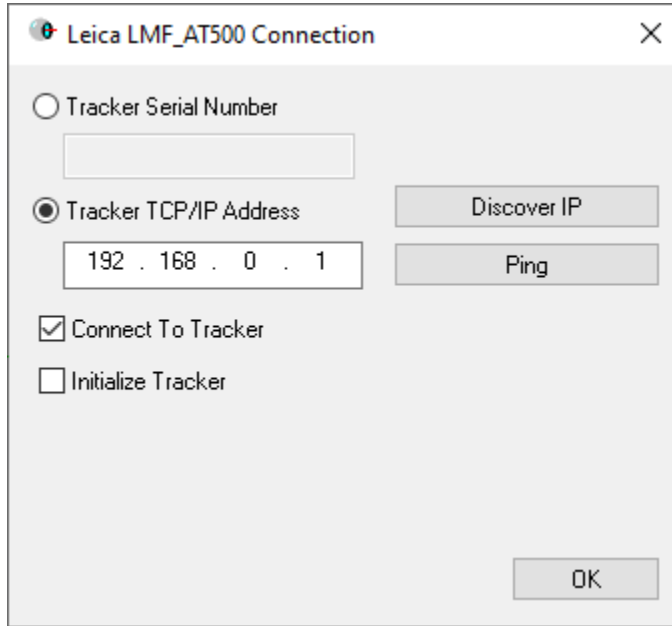 Leica LMF_AT500 Connection
Tracker Serial Number
Tracker TCP/IP Address
Discover IP
192 . 168 . 0 . 1
Ping
Connect To Tracker
Initialize Tracker
OK